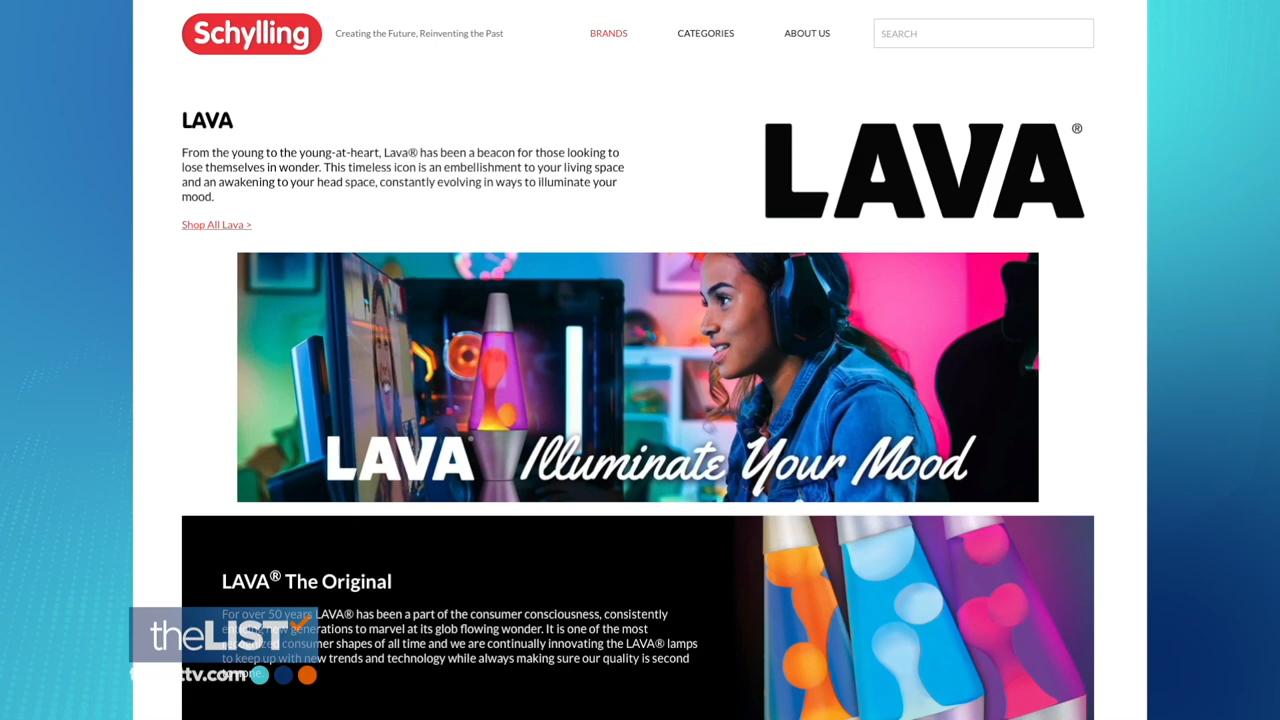 Schylling
Creating the Future, Reinventing the Past
BRANDS
CATEGORIES
ABOUT US
SEARCH
LAVA
LAVA®
From the young to the young-at-heart, Lava® has been a beacon for those looking to
lose themselves in wonder. This timeless icon is an embellishment to your living space
and an awakening to your head space, constantly evolving in ways to illuminate your
mood.
Shop All Lava >
LAVA® Illuminate Your Mood
LAVA® The Original
For over 50 years LAVA® has been a part of the consumer consciousness, consistently
new generations to marvel at its glob flowing wonder. It is one of the most
consumer shapes of all time and we are continually innovating the LAVA® lamps
to keep up with new trends and technology while always making sure our quality is second
theLIST